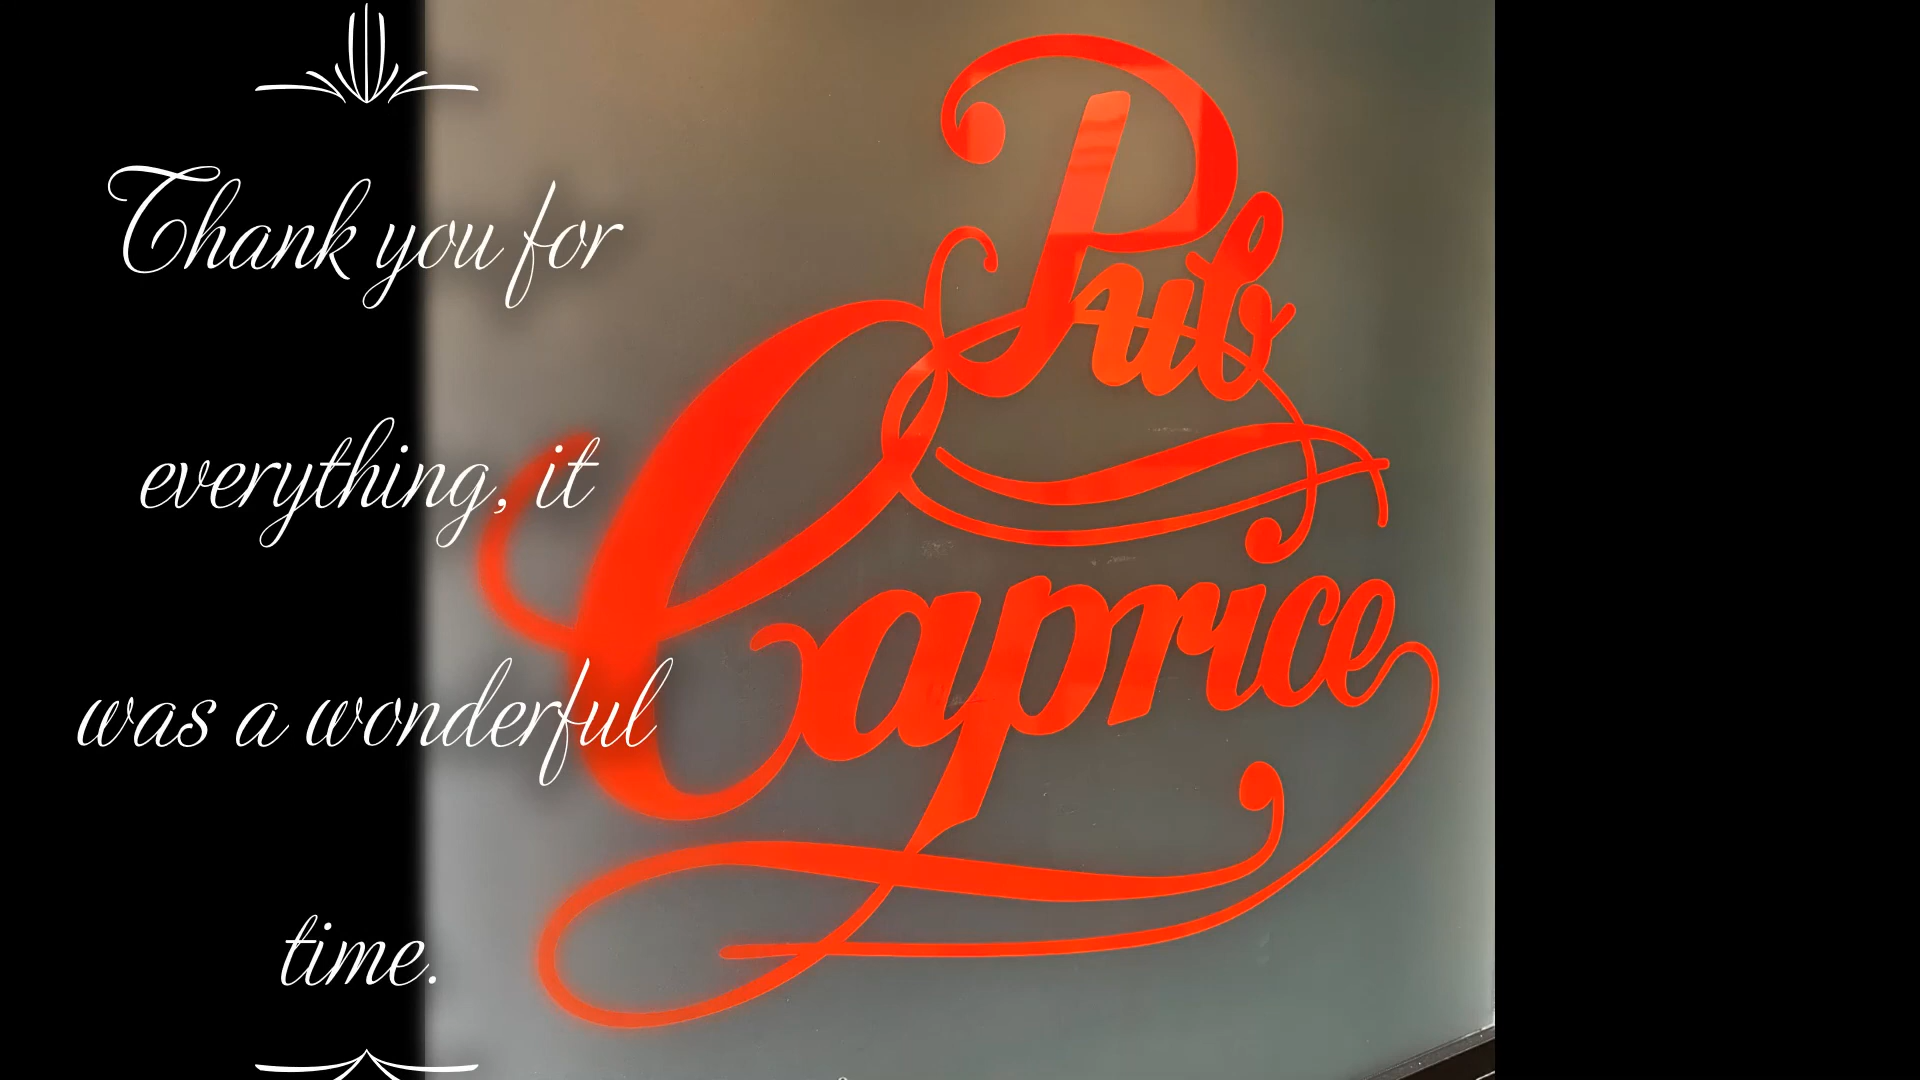 Thank you for
everything, it
was a wonderful
time.
Pub
Caprice